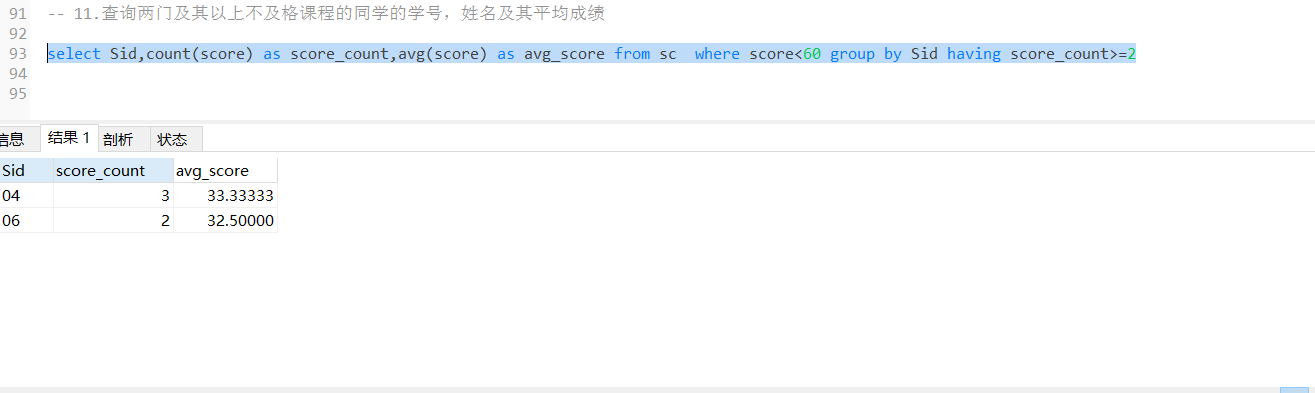 91 -- 11.查询两门及其以上不及格课程的同学的学号，姓名及其平均成绩
92
93 select Sid,count(score) as score_count,avg(score) as avg_score from sc  where score<60 group by Sid having score_count>=2
94
95
信息 结果 1 剖析 状态
Sid score_count avg_score
04 3 33.33333
06 2 32.50000